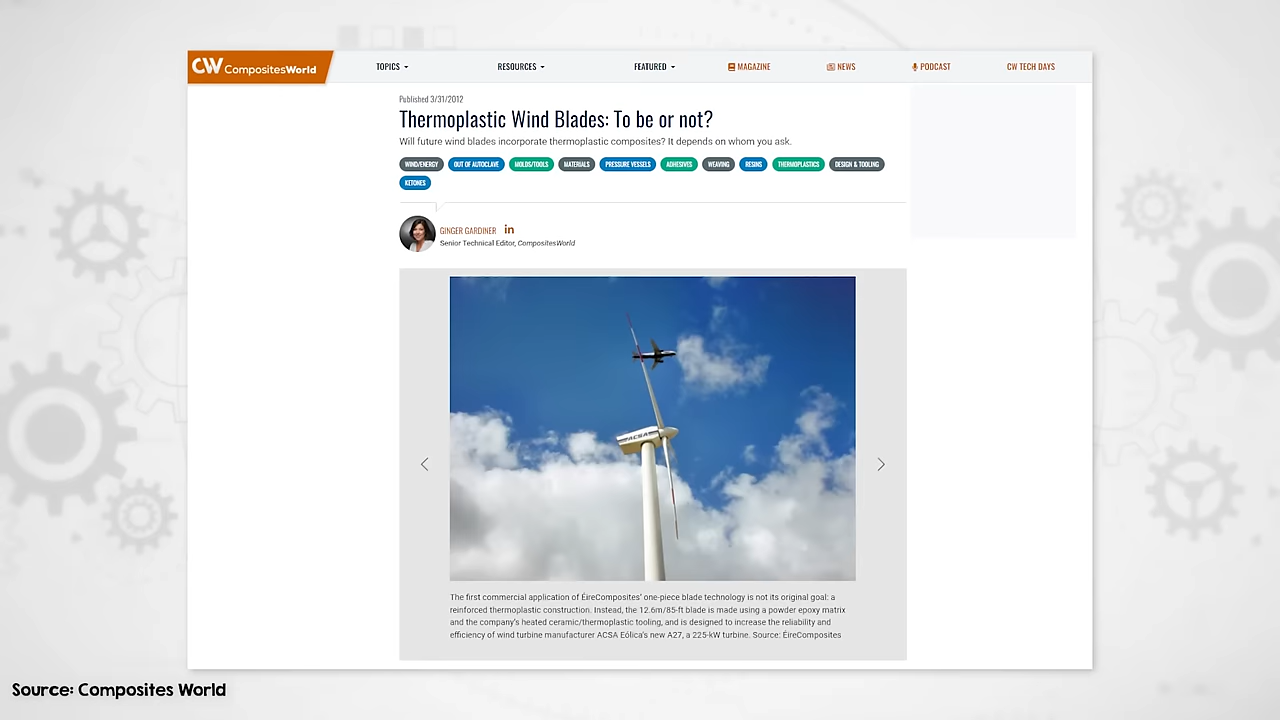 CW CompositesWorld
TOPICS
RESOURCES
FEATURED
MAGAZINE
NEWS
PODCAST
CW TECH DAYS
Published 3/31/2012
Thermoplastic Wind Blades: To be or not?
Will future wind blades incorporate thermoplastic composites? It depends on whom you ask.
WIND/ENERGY OUT OF AUTOCLAVE MOLDS/TOOLS MATERIALS PRESSURE VESSELS ADHESIVES WEAVING RESINS THERMOPLASTICS DESIGN & TOOLING
KETONES
GINGER GARDINER in
Senior Technical Editor, CompositesWorld
ACSA
The first commercial application of ÉireComposites' one-piece blade technology is not its original goal: a
reinforced thermoplastic construction. Instead, the 12.6m/85-ft blade is made using a powder epoxy matrix
and the company's heated ceramic/thermoplastic tooling, and is designed to increase the reliability and
efficiency of wind turbine manufacturer ACSA Eólica's new A27, a 225-kW turbine. Source: ÉireComposites
Source: Composites World